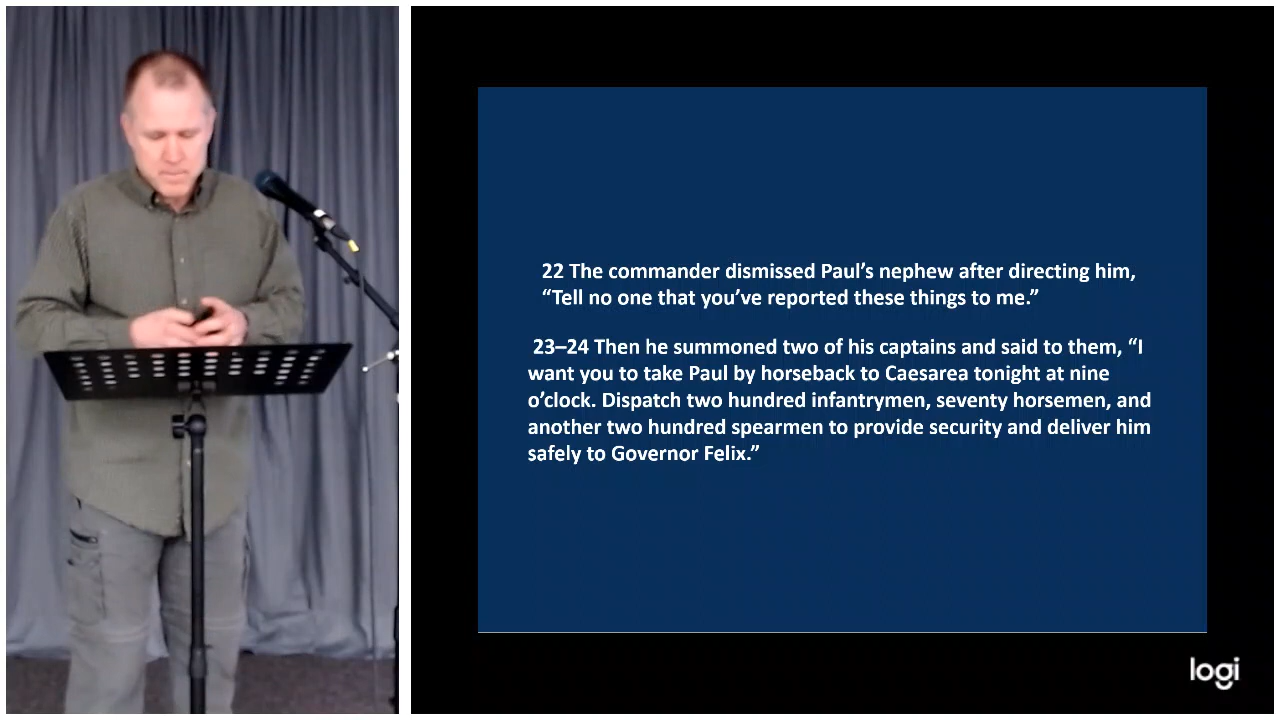 22 The commander dismissed Paul’s nephew after directing him,
“Tell no one that you’ve reported these things to me.”
23–24 Then he summoned two of his captains and said to them, “I
want you to take Paul by horseback to Caesarea tonight at nine
o’clock. Dispatch two hundred infantrymen, seventy horsemen, and
another two hundred spearmen to provide security and deliver him
safely to Governor Felix.”
logi